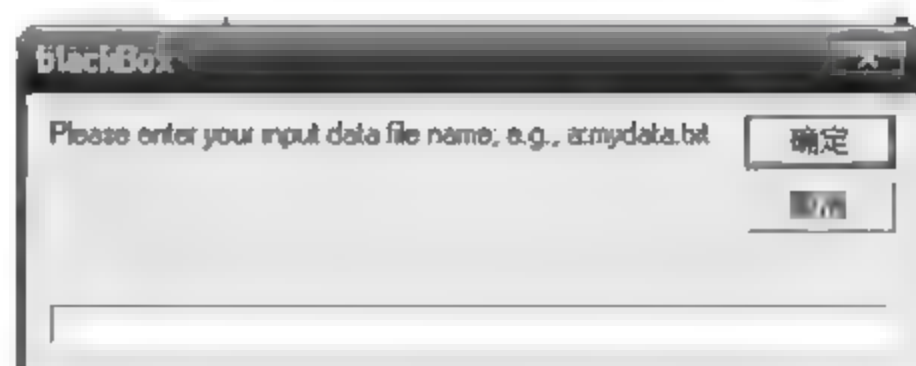 blackBox
Please enter your input data file name; e.g., a:mydata.txt
确定